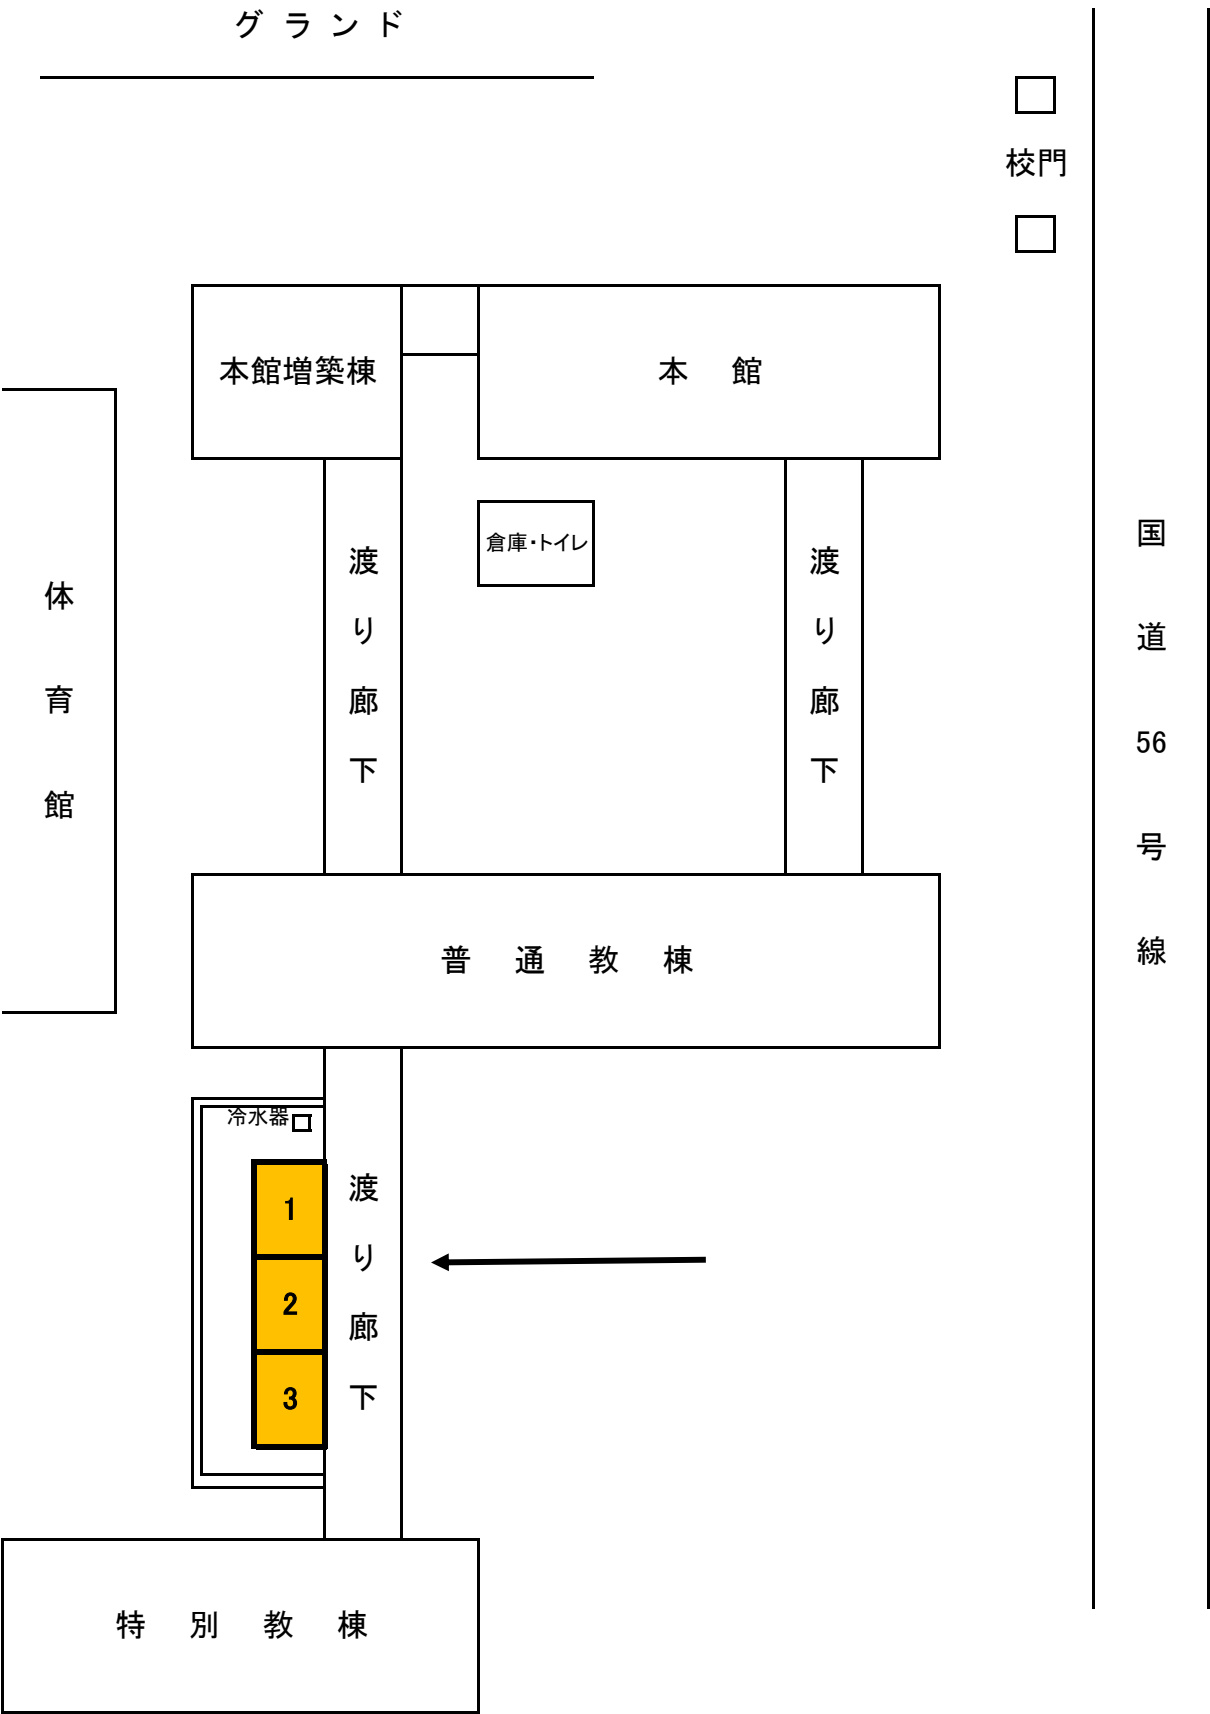 グランド
校門
本館増築棟
本館
倉庫・トイレ
渡り廊下
渡り廊下
体育館
国道56号線
普通教棟
冷水器
1
2
3
渡り廊下
特別教棟